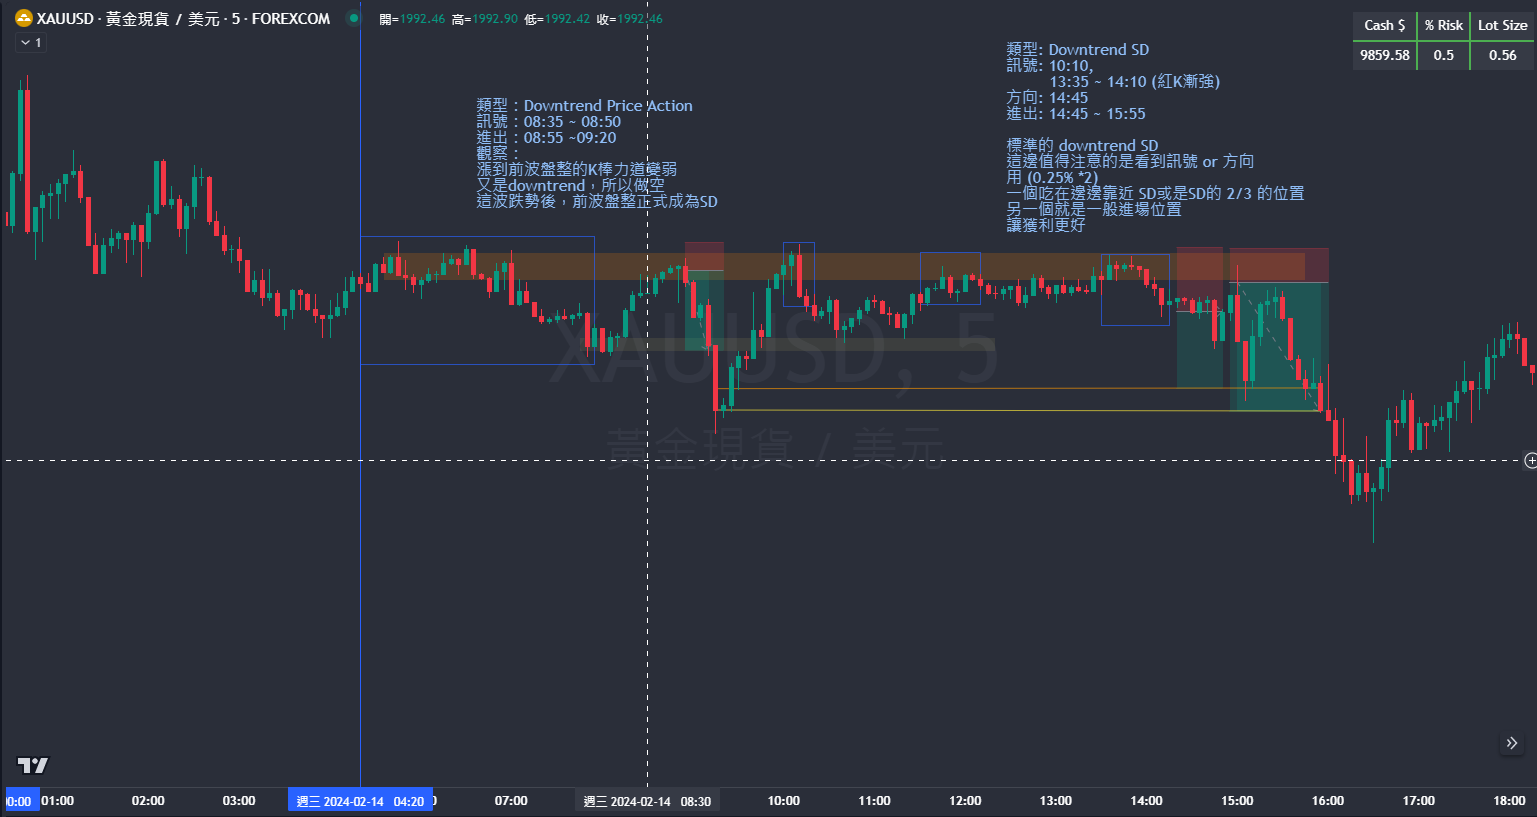 XAUUSD · 黃金現貨 / 美元 · 5 · FOREXCOM
開=1992.46 高=1992.90 低=1992.42 收=1992.46
1
Cash $ % Risk Lot Size
9859.58 0.5 0.56
類型：Downtrend Price Action
訊號：08:35 ~ 08:50
進出：08:55 ~09:20
觀察：
漲到前波盤整的K棒力道變弱
又是downtrend，所以做空
這波跌勢後，前波盤整正式成為SD
類型: Downtrend SD
訊號: 10:10,
13:35 ~ 14:10 (紅K漸強)
方向: 14:45
進出: 14:45 ~ 15:55
標準的 downtrend SD
這邊值得注意的是看到訊號 or 方向
用 (0.25% *2)
一個吃在邊邊靠近 SD或是SD的 2/3 的位置
另一個就是一般進場位置
讓獲利更好
XAUUSD, 5
黃金現貨 / 美元
0:00 01:00 02:00 03:00 週三 2024-02-14 04:20 07:00 週三 2024-02-14 08:30 10:00 11:00 12:00 13:00 14:00 15:00 16:00 17:00 18:00